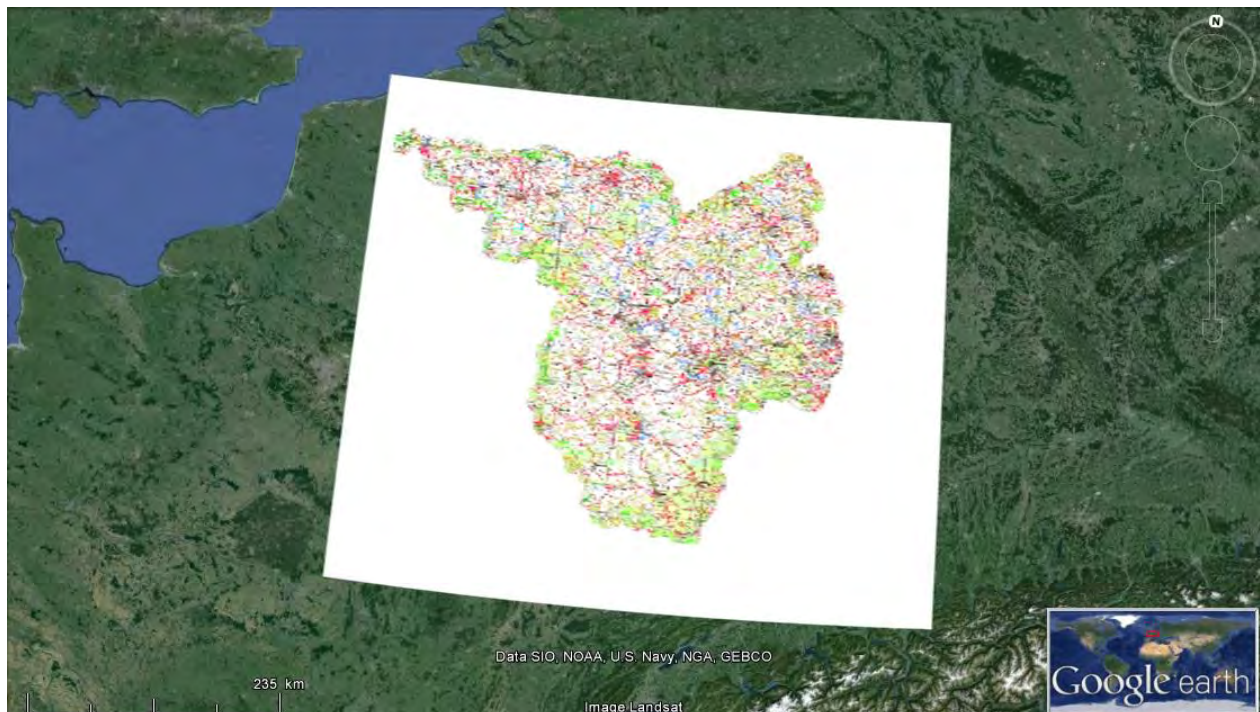 N
Data SIO, NOAA, U.S. Navy, NGA, GEBCO
235 km
Image Landsat
Google earth